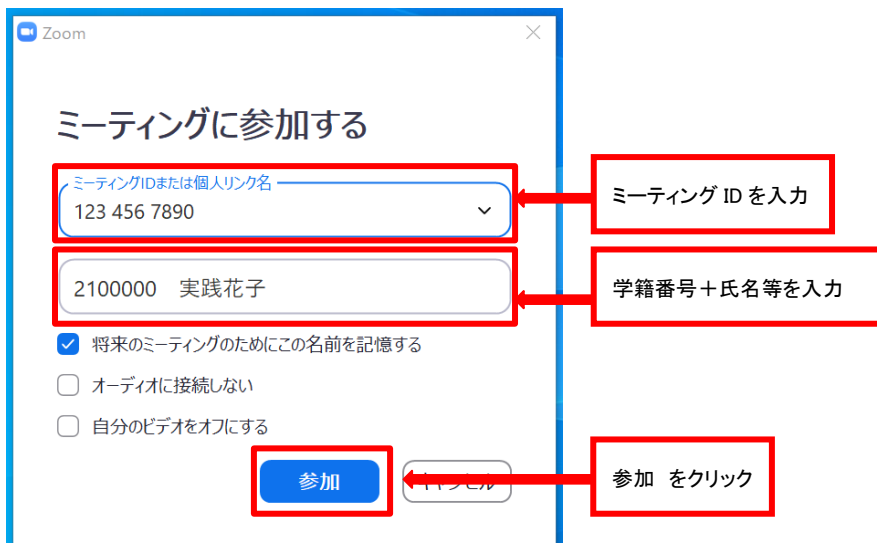 Zoom
ミーティングに参加する
ミーティングIDまたは個人リンク名
123 456 7890
ミーティング ID を入力
2100000　実践花子
学籍番号＋氏名等を入力
将来のミーティングのためにこの名前を記憶する
オーディオに接続しない
自分のビデオをオフにする
参加
参加　をクリック